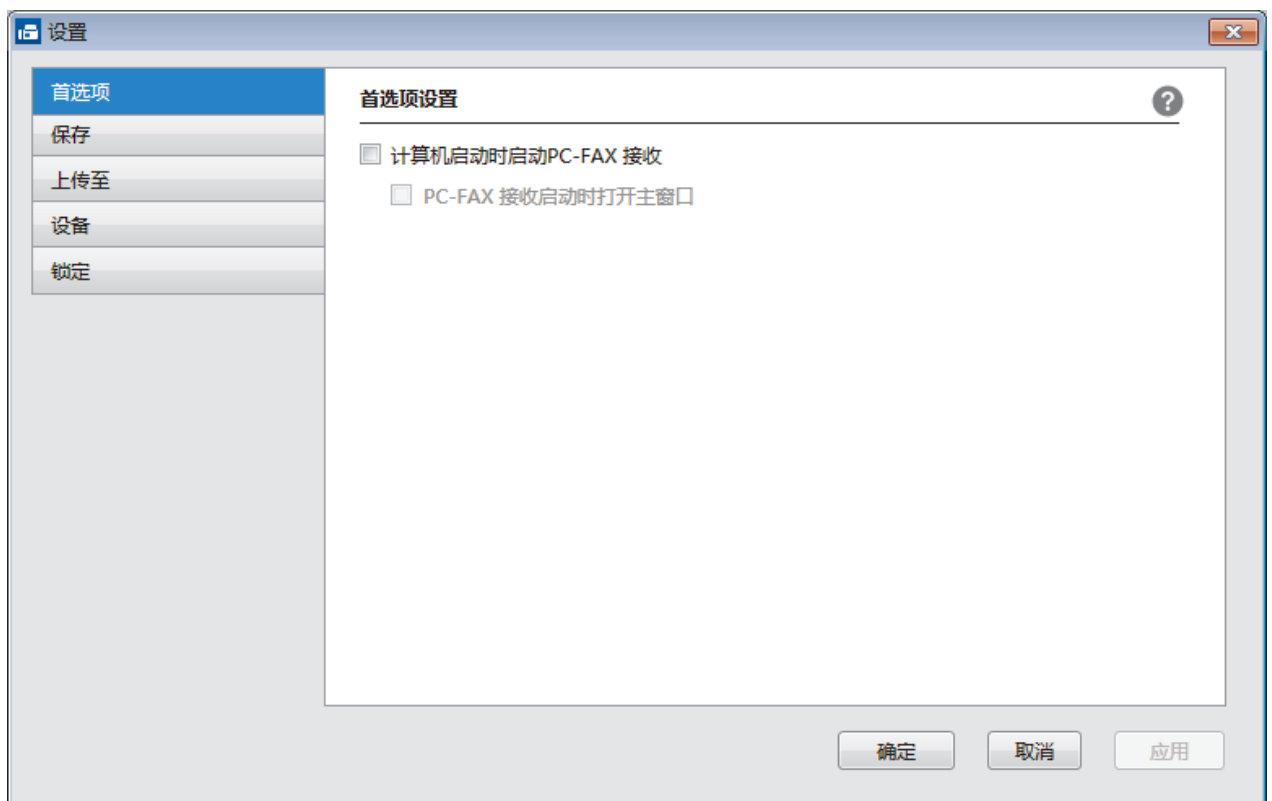 设置
首选项
保存
上传至
设备
锁定
首选项设置
?
计算机启动时启动PC-FAX 接收
PC-FAX 接收启动时打开主窗口
确定
取消
应用